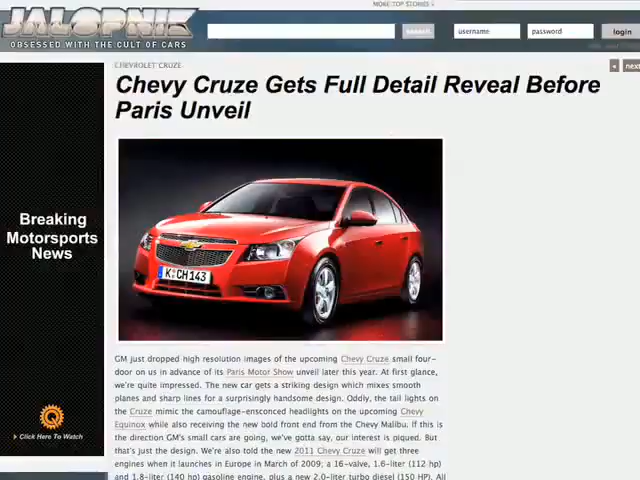 MORE TOP STORIES
JALOPNIK
OBSESSED WITH THE CULT OF CARS
search
username
password
login
CHEVROLET CRUZE
next
Chevy Cruze Gets Full Detail Reveal Before
Paris Unveil
Breaking
Motorsports
News
K CH 143
Click Here To Watch
GM just dropped high resolution images of the upcoming Chevy Cruze small four-
door on us in advance of its Paris Motor Show unveil later this year. At first glance,
we're quite impressed. The new car gets a striking design which mixes smooth
planes and sharp lines for a surprisingly handsome design. Oddly, the tail lights on
the Cruze mimic the camouflage-ensconced headlights on the upcoming Chevy
Equinox while also receiving the new bold front end from the Chevy Malibu. If this is
the direction GM's small cars are going, we've gotta say, our interest is piqued. But
that's just the design. We're also told the new 2011 Chevy Cruze will get three
engines when it launches in Europe in March of 2009; a 16-valve, 1.6-liter (112 hp)
and 1.8-liter (140 hp) gasoline engine, plus a new 2.0-liter turbo diesel (150 HP). All